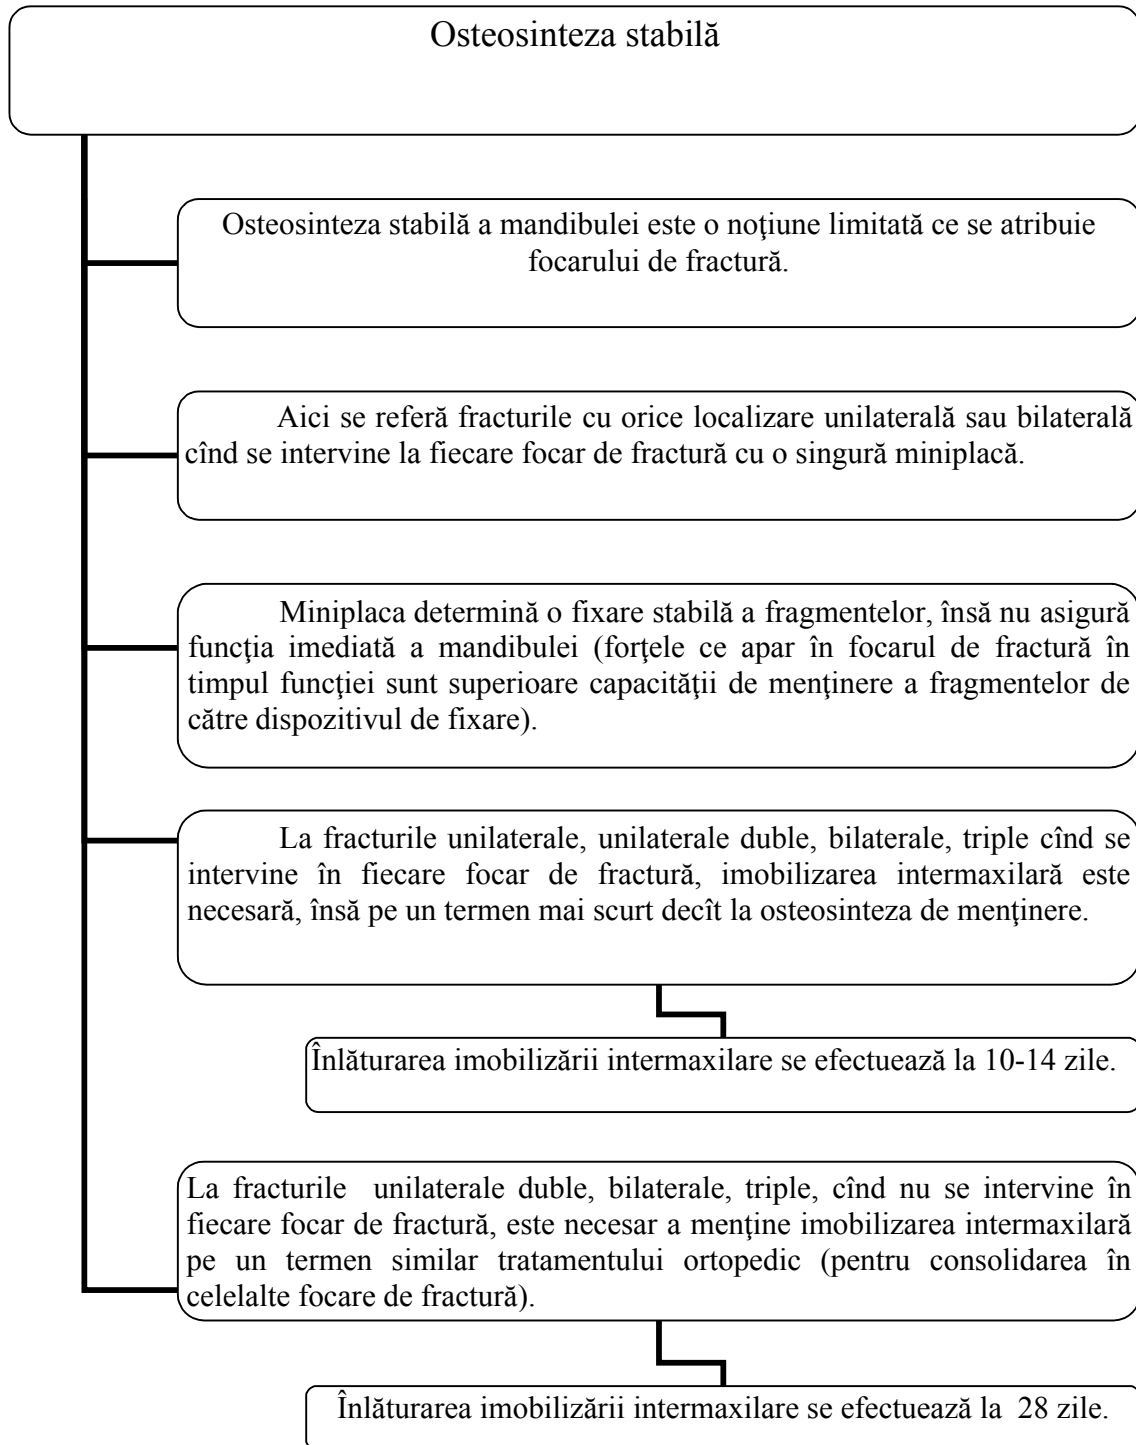 Osteosinteza stabilă
Osteosinteza stabilă a mandibulei este o noţiune limitată ce se atribuie
focarului de fractură.
Aici se referă fracturile cu orice localizare unilaterală sau bilaterală
cînd se intervine la fiecare focar de fractură cu o singură miniplacă.
Miniplaca determină o fixare stabilă a fragmentelor, însă nu asigură
funcţia imediată a mandibulei (forţele ce apar în focarul de fractură în
timpul funcţiei sunt superioare capacităţii de menţinere a fragmentelor de
către dispozitivul de fixare).
La fracturile unilaterale, unilaterale duble, bilaterale, triple cînd se
intervine în fiecare focar de fractură, imobilizarea intermaxilară este
necesară, însă pe un termen mai scurt decît la osteosinteza de menţinere.
Înlăturarea imobilizării intermaxilare se efectuează la 10-14 zile.
La fracturile unilaterale duble, bilaterale, triple, cînd nu se intervine în
fiecare focar de fractură, este necesar a menţine imobilizarea intermaxilară
pe un termen similar tratamentului ortopedic (pentru consolidarea în
celelalte focare de fractură).
Înlăturarea imobilizării intermaxilare se efectuează la 28 zile.